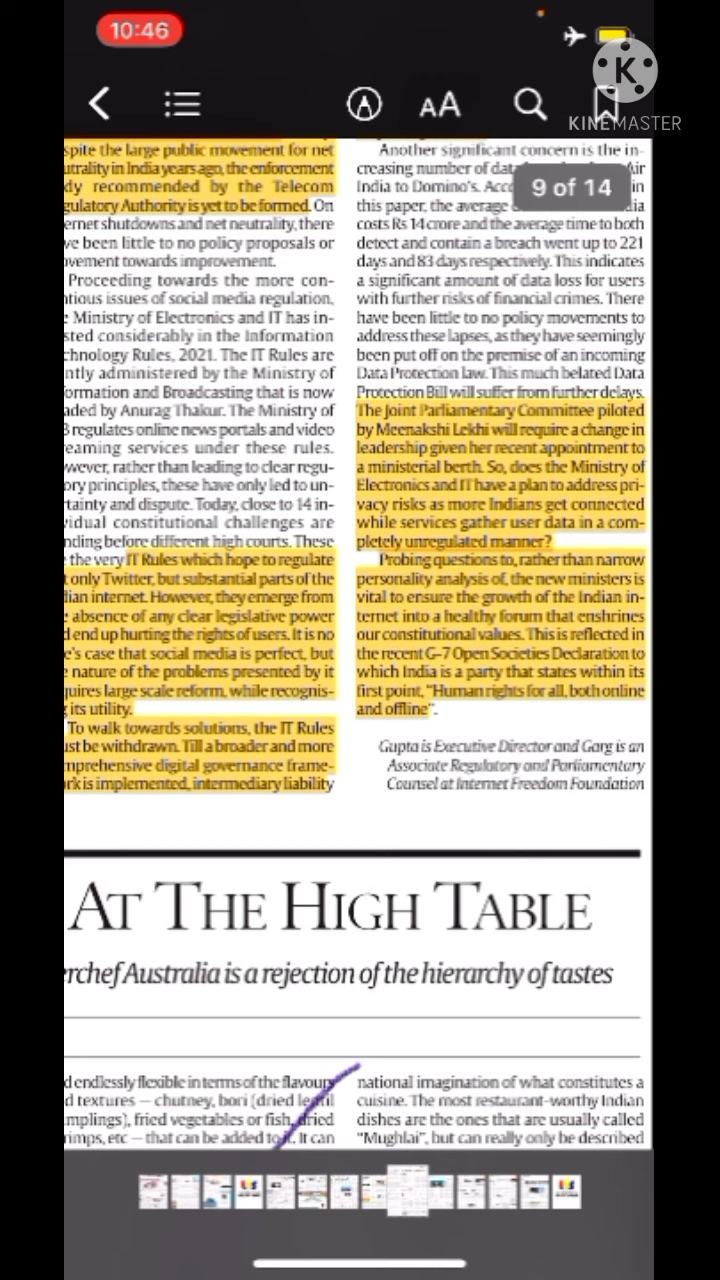 10:46
K
KINEMASTER
AA
9 of 14
spite the large public movement for net
utrality in India years ago, the enforcement
dy recommended by the Telecom
gulatory Authority is yet to be formed. On
ernet shutdowns and net neutrality, there
ve been little to no policy proposals or
ovement towards improvement.
Proceeding towards the more con-
ntious issues of social media regulation,
e Ministry of Electronics and IT has in-
sted considerably in the Information
chnology Rules, 2021. The IT Rules are
ntly administered by the Ministry of
formation and Broadcasting that is now
aded by Anurag Thakur. The Ministry of
B regulates online news portals and video
reaming services under these rules.
owever, rather than leading to clear regu-
ory principles, these have only led to un-
rtainty and dispute. Today, close to 14 in-
vidual constitutional challenges are
nding before different high courts. These
e the very IT Rules which hope to regulate
t only Twitter, but substantial parts of the
dian internet. However, they emerge from
e absence of any clear legislative power
d end up hurting the rights of users. It is no
e's case that social media is perfect, but
e nature of the problems presented by it
quires large scale reform, while recognis-
g its utility.
To walk towards solutions, the IT Rules
ust be withdrawn. Till a broader and more
mprehensive digital governance frame-
rk is implemented, intermediary liability
Another significant concern is the in-
creasing number of data Air
India to Domino's. in
this paper, the average
costs Rs 14 crore and the average time to both
detect and contain a breach went up to 221
days and 83 days respectively. This indicates
a significant amount of data loss for users
with further risks of financial crimes. There
have been little to no policy movements to
address these lapses, as they have seemingly
been put off on the premise of an incoming
Data Protection law. This much belated Data
Protection Bill will suffer from further delays.
The Joint Parliamentary Committee piloted
by Meenakshi Lekhi will require a change in
leadership given her recent appointment to
a ministerial berth. So, does the Ministry of
Electronics and IT have a plan to address pri-
vacy risks as more Indians get connected
while services gather user data in a com-
pletely unregulated manner?
Probing questions to, rather than narrow
personality analysis of, the new ministers is
vital to ensure the growth of the Indian in-
ternet into a healthy forum that enshrines
our constitutional values. This is reflected in
the recent G-7 Open Societies Declaration to
which India is a party that states within its
first point, "Human rights for all, both online
and offline".
Gupta is Executive Director and Garg is an
Associate Regulatory and Parliamentary
Counsel at Internet Freedom Foundation
AT THE HIGH TABLE
erchef Australia is a rejection of the hierarchy of tastes
d endlessly flexible in terms of the flavours
d textures — chutney, bori (dried lentil
mplings), fried vegetables or fish, dried
rimps, etc — that can be added to it. It can
national imagination of what constitutes a
cuisine. The most restaurant-worthy Indian
dishes are the ones that are usually called
"Mughlai", but can really only be described